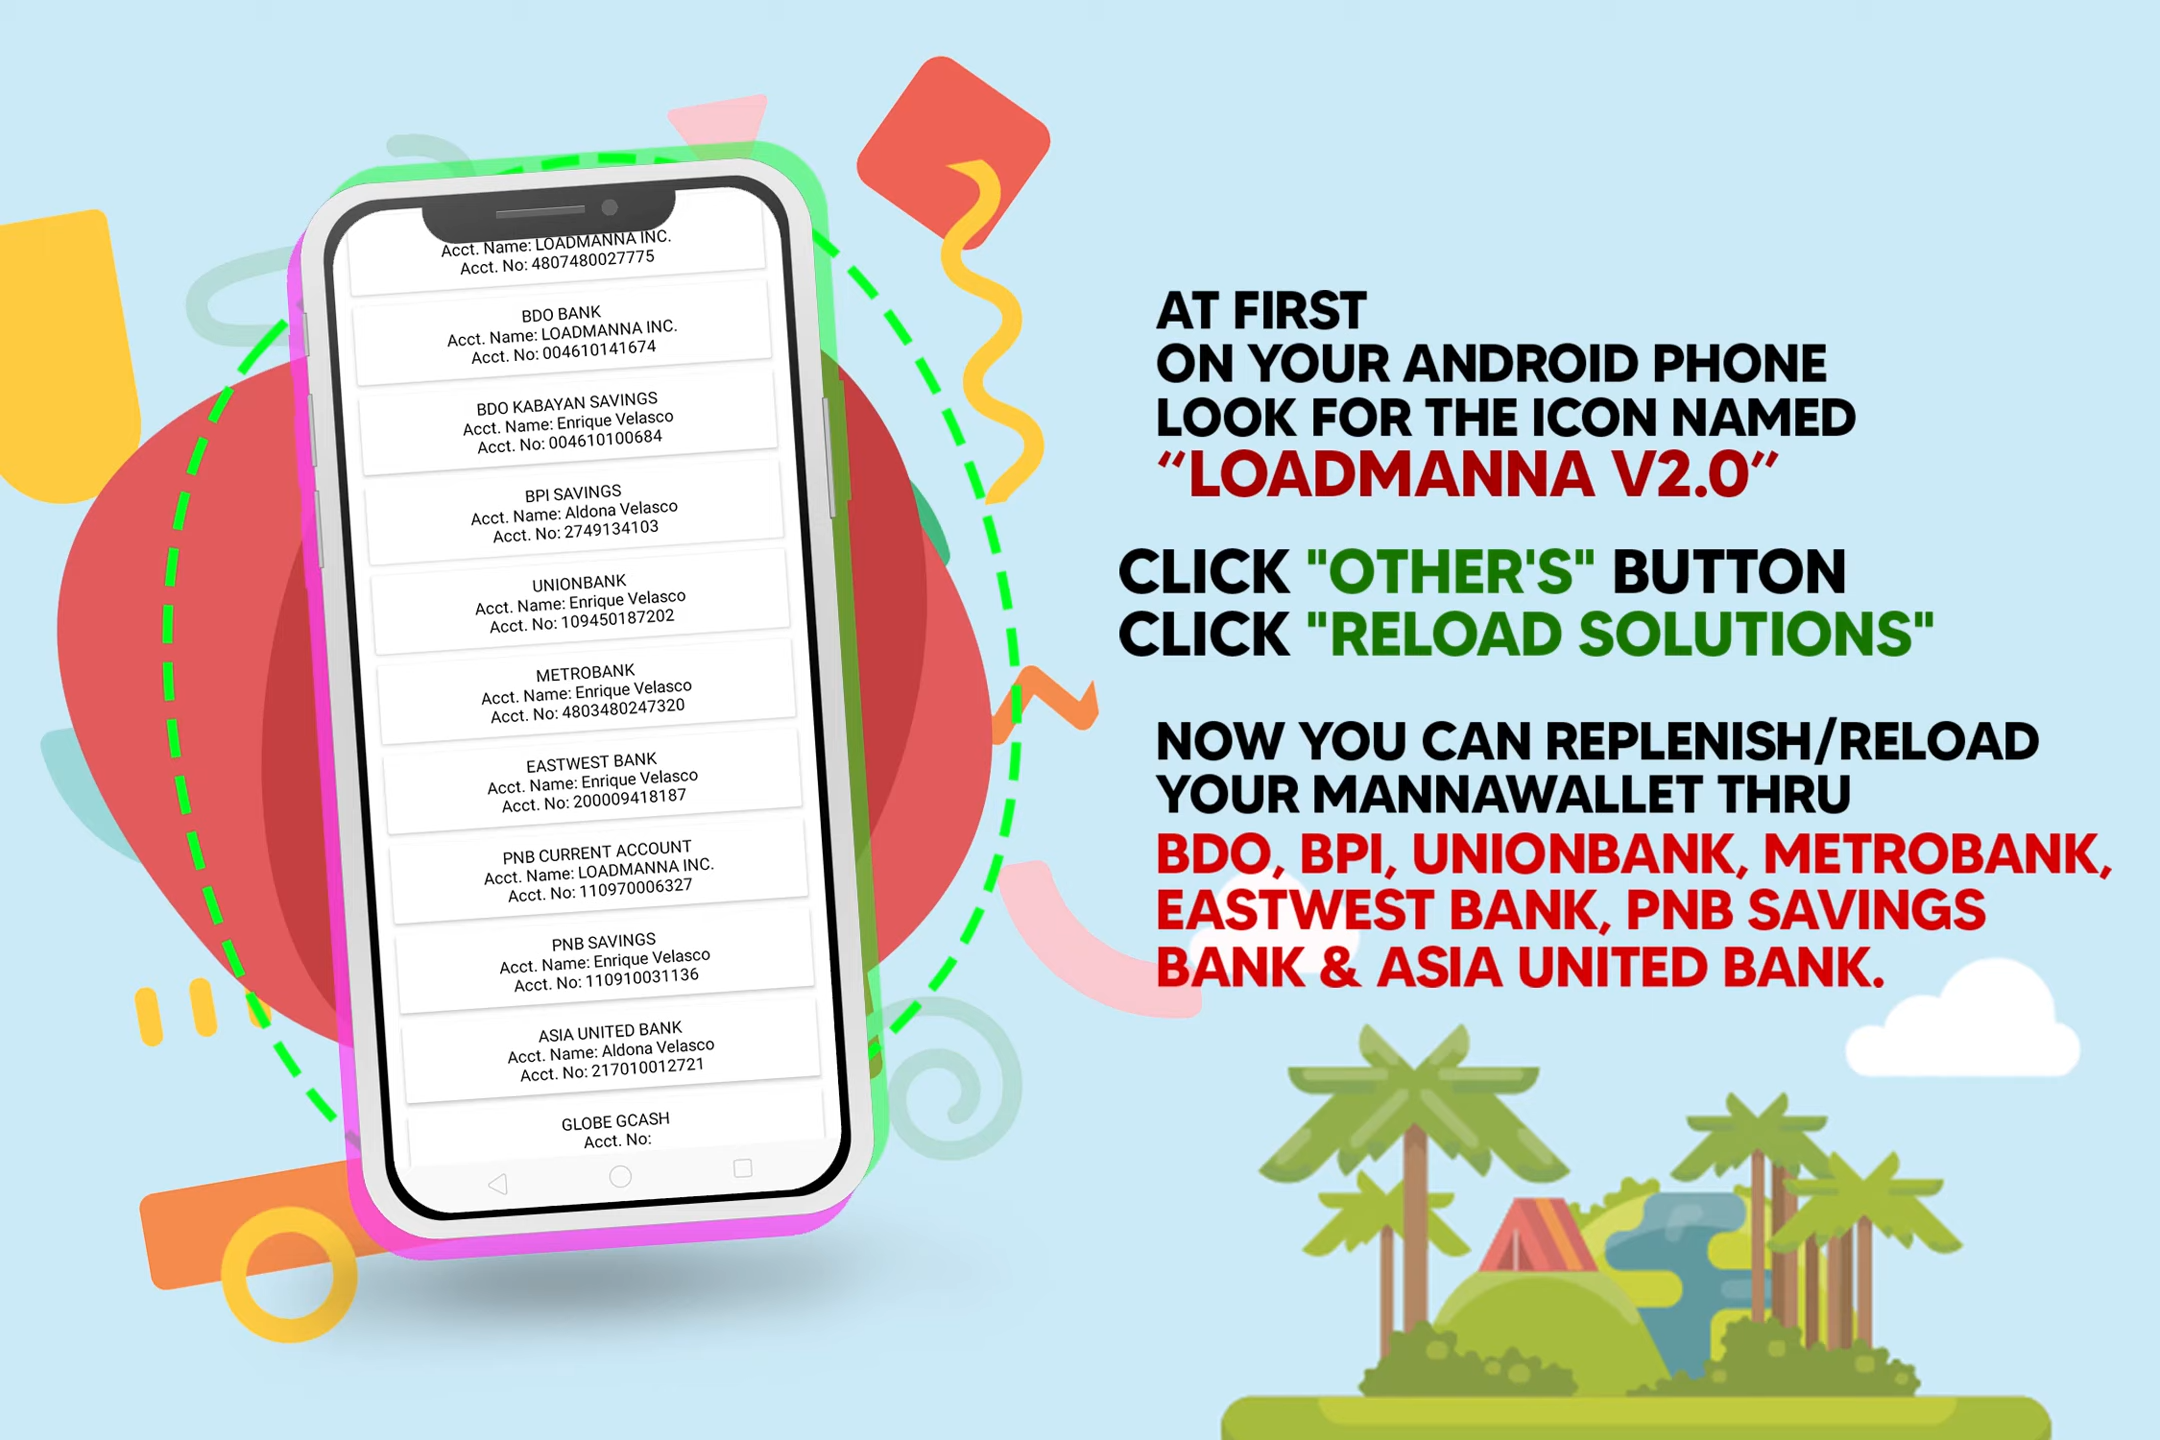 Acct. Name: LOADMANNA INC.
Acct. No: 4807480027775
BDO BANK
Acct. Name: LOADMANNA INC.
Acct. No: 004610141674
BDO KABAYAN SAVINGS
Acct. Name: Enrique Velasco
Acct. No: 004610100684
BPI SAVINGS
Acct. Name: Aldona Velasco
Acct. No: 2749134103
UNIONBANK
Acct. Name: Enrique Velasco
Acct. No: 109450187202
METROBANK
Acct. Name: Enrique Velasco
Acct. No: 4803480247320
EASTWEST BANK
Acct. Name: Enrique Velasco
Acct. No: 200009418187
PNB CURRENT ACCOUNT
Acct. Name: LOADMANNA INC.
Acct. No: 110970006327
PNB SAVINGS
Acct. Name: Enrique Velasco
Acct. No: 110910031136
ASIA UNITED BANK
Acct. Name: Aldona Velasco
Acct. No: 217010012721
GLOBE GCASH
Acct. No:
AT FIRST
ON YOUR ANDROID PHONE
LOOK FOR THE ICON NAMED
“LOADMANNA V2.0”
CLICK "OTHER'S" BUTTON
CLICK "RELOAD SOLUTIONS"
NOW YOU CAN REPLENISH/RELOAD
YOUR MANNAWALLET THRU
BDO, BPI, UNIONBANK, METROBANK,
EASTWEST BANK, PNB SAVINGS
BANK & ASIA UNITED BANK.